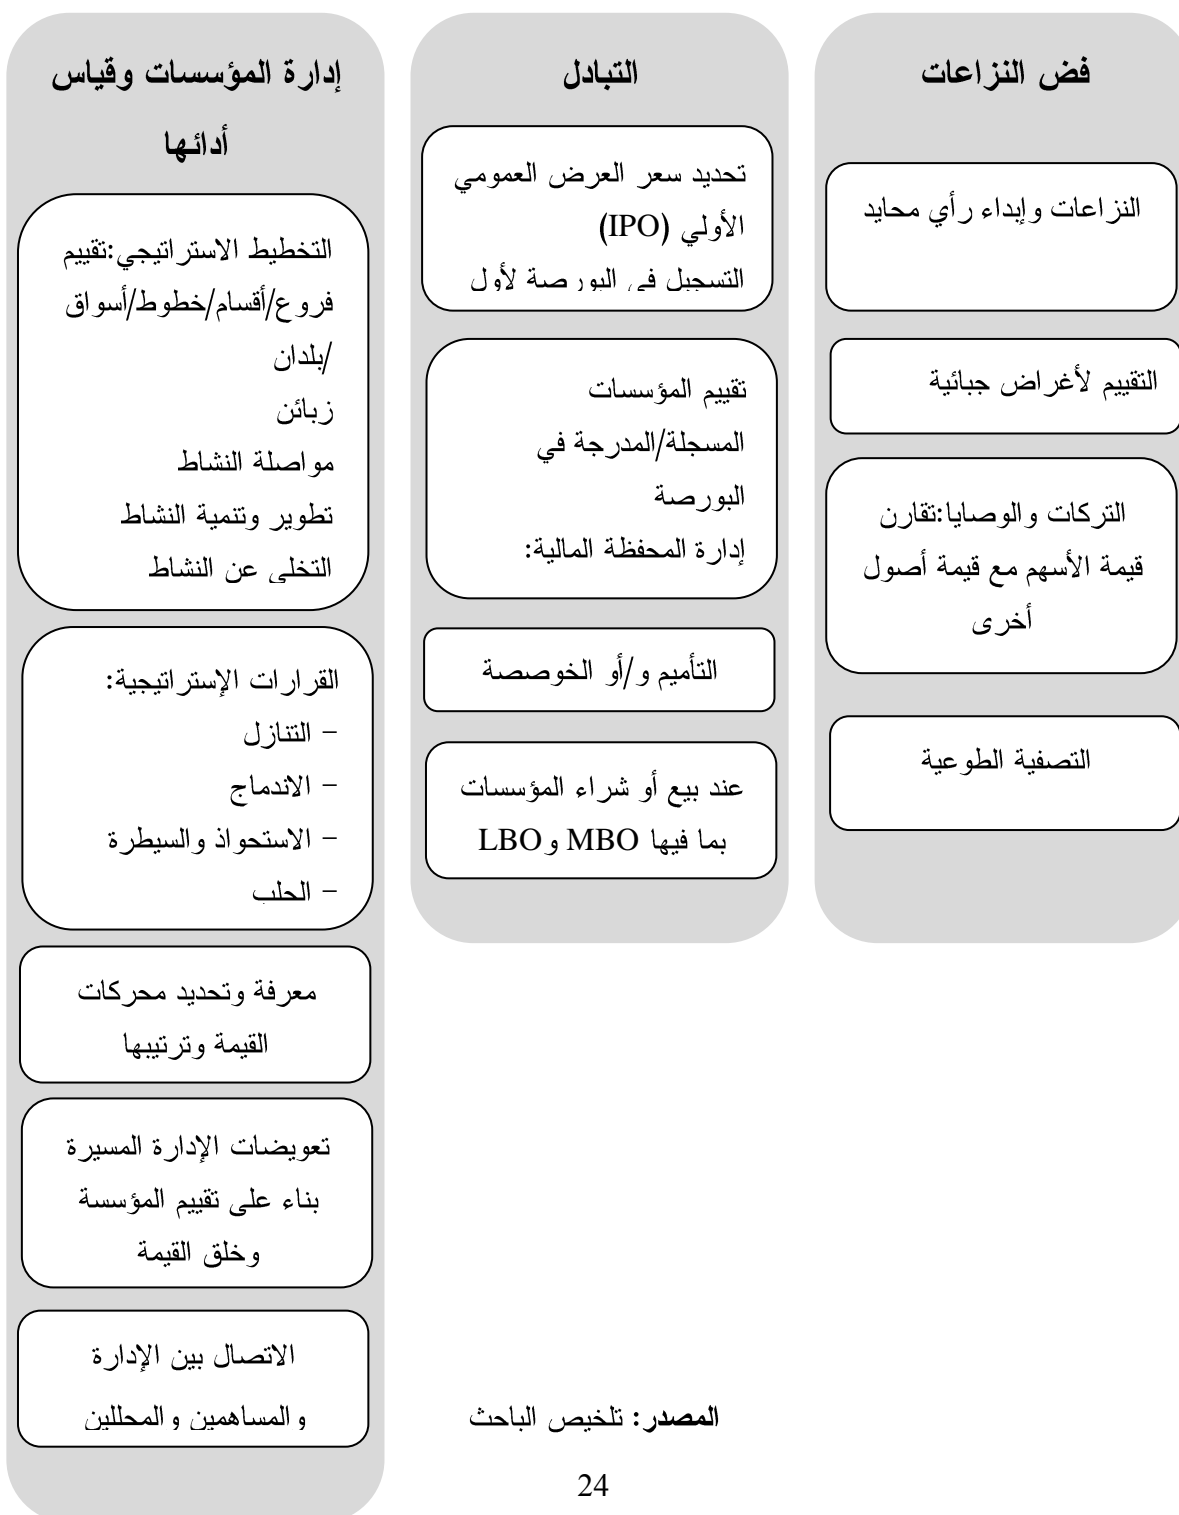 فض النزاعات
النزاعات وإبداء رأي محايد
التقييم لأغراض جبائية
التركات والوصايا:تقارن
قيمة الأسهم مع قيمة أصول
أخرى
التصفية الطوعية
التبادل
تحديد سعر العرض العمومي
الأولي (IPO)
التسجيل في البورصة لأول
تقييم المؤسسات
المسجلة/المدرجة في
البورصة
إدارة المحفظة المالية:
التأميم و/أو الخوصصة
عند بيع أو شراء المؤسسات
بما فيها MBO وLBO
إدارة المؤسسات وقياس
أدائها
التخطيط الاستراتيجي:تقييم
فروع/أقسام/خطوط/أسواق
/بلدان
زبائن
مواصلة النشاط
تطوير وتنمية النشاط
التخلي عن النشاط
القرارات الإستراتيجية:
- التنازل
- الاندماج
- الاستحواذ والسيطرة
- الحلب
معرفة وتحديد محركات
القيمة وترتيبها
تعويضات الإدارة المسيرة
بناء على تقييم المؤسسة
وخلق القيمة
الاتصال بين الإدارة
والمساهمين والمحللين
المصدر: تلخيص الباحث
24